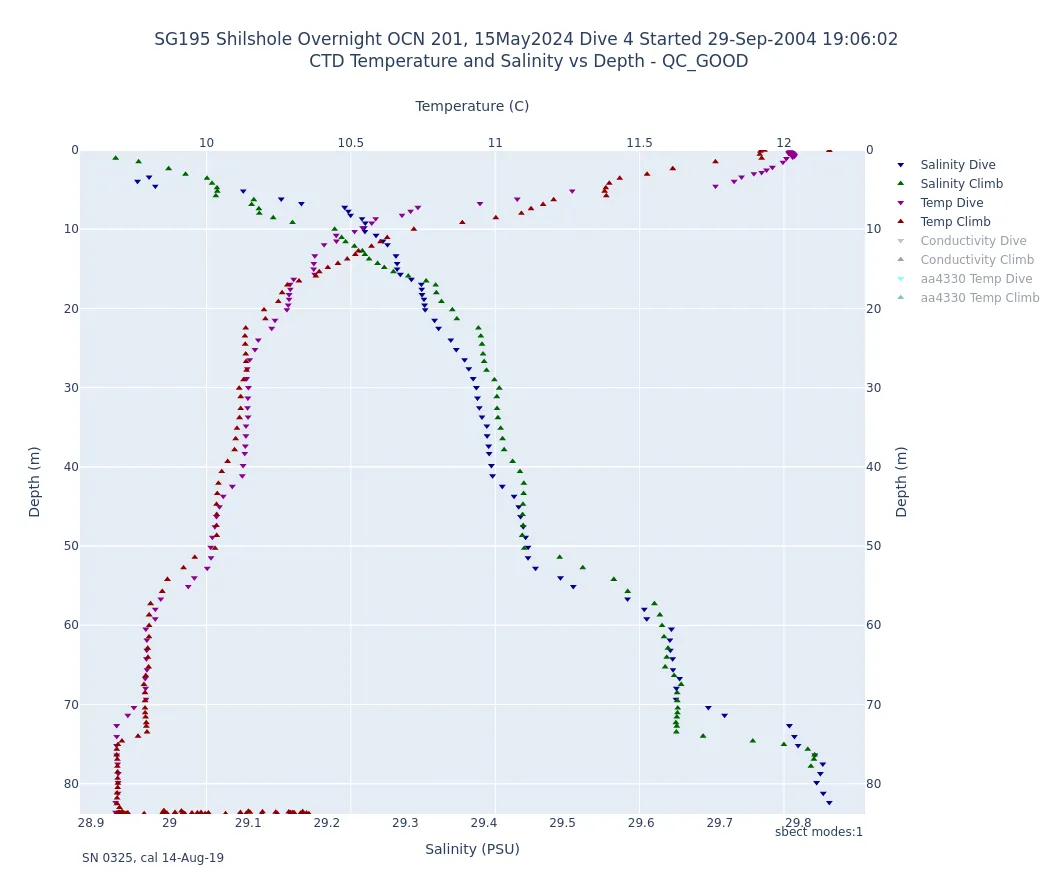 SG195 Shilshole Overnight OCN 201, 15May2024 Dive 4 Started 29-Sep-2004 19:06:02
CTD Temperature and Salinity vs Depth - QC_GOOD
Temperature (C)
10 10.5 11 11.5 12
0 0
10 10
20 20
30 30
40 40
50 50
60 60
70 70
80 80
Depth (m)
Depth (m)
Salinity Dive
Salinity Climb
Temp Dive
Temp Climb
Conductivity Dive
Conductivity Climb
aa4330 Temp Dive
aa4330 Temp Climb
28.9 29 29.1 29.2 29.3 29.4 29.5 29.6 29.7 29.8
sbect modes:1
Salinity (PSU)
SN 0325, cal 14-Aug-19